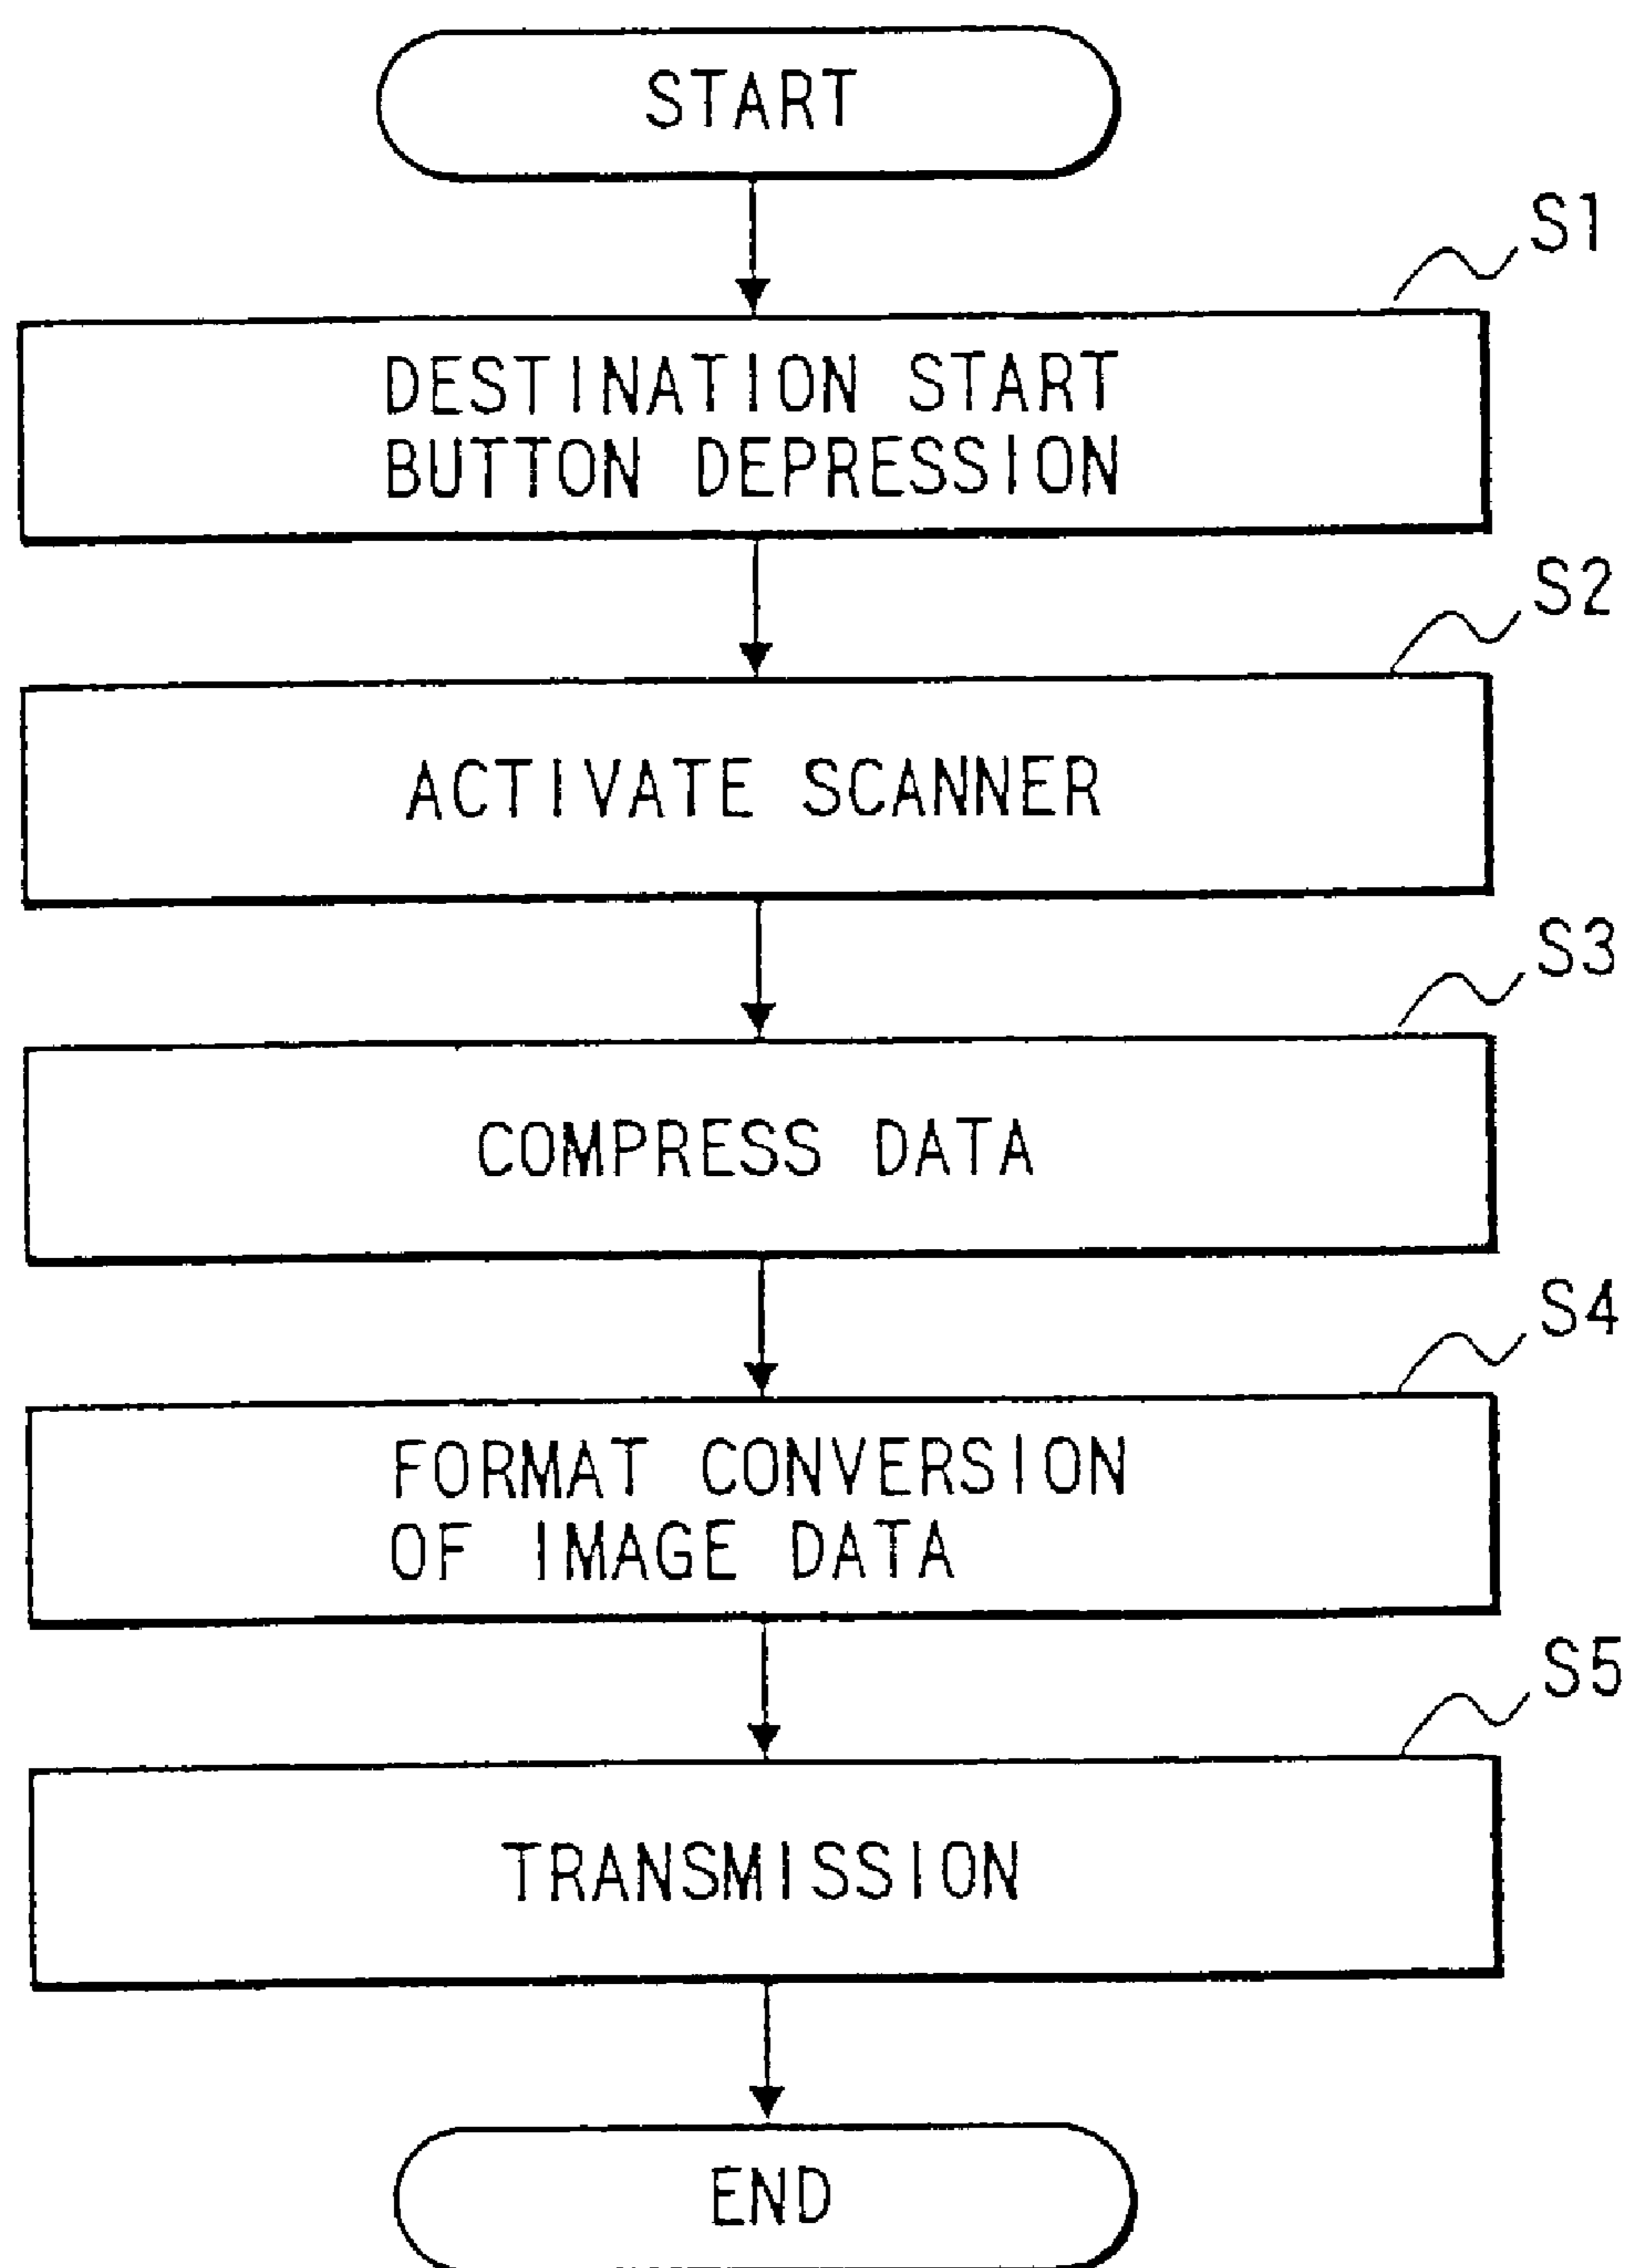 START
S1
DESTINATION START
BUTTON DEPRESSION
S2
ACTIVATE SCANNER
S3
COMPRESS DATA
S4
FORMAT CONVERSION
OF IMAGE DATA
S5
TRANSMISSION
END